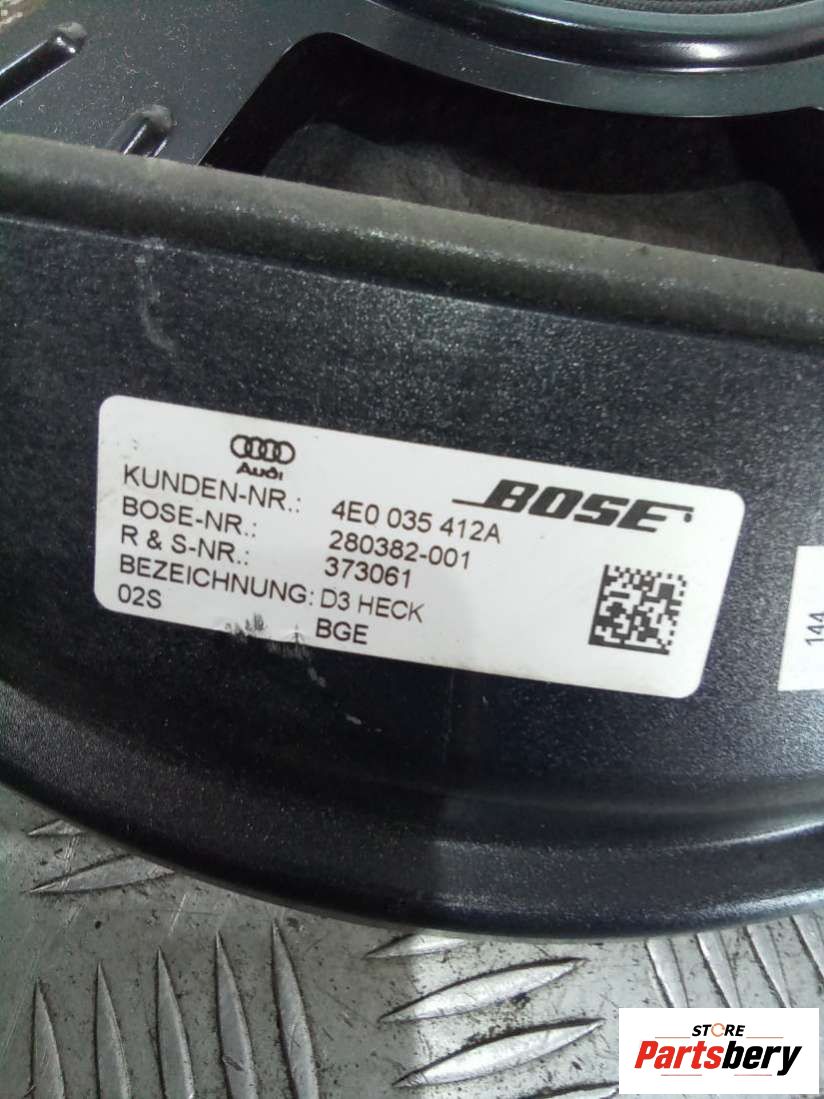 Audi
BOSE
KUNDEN-NR.: 4E0 035 412A
BOSE-NR.: 280382-001
R & S-NR.: 373061
BEZEICHNUNG: D3 HECK
02S BGE
144
STORE
Partsbery